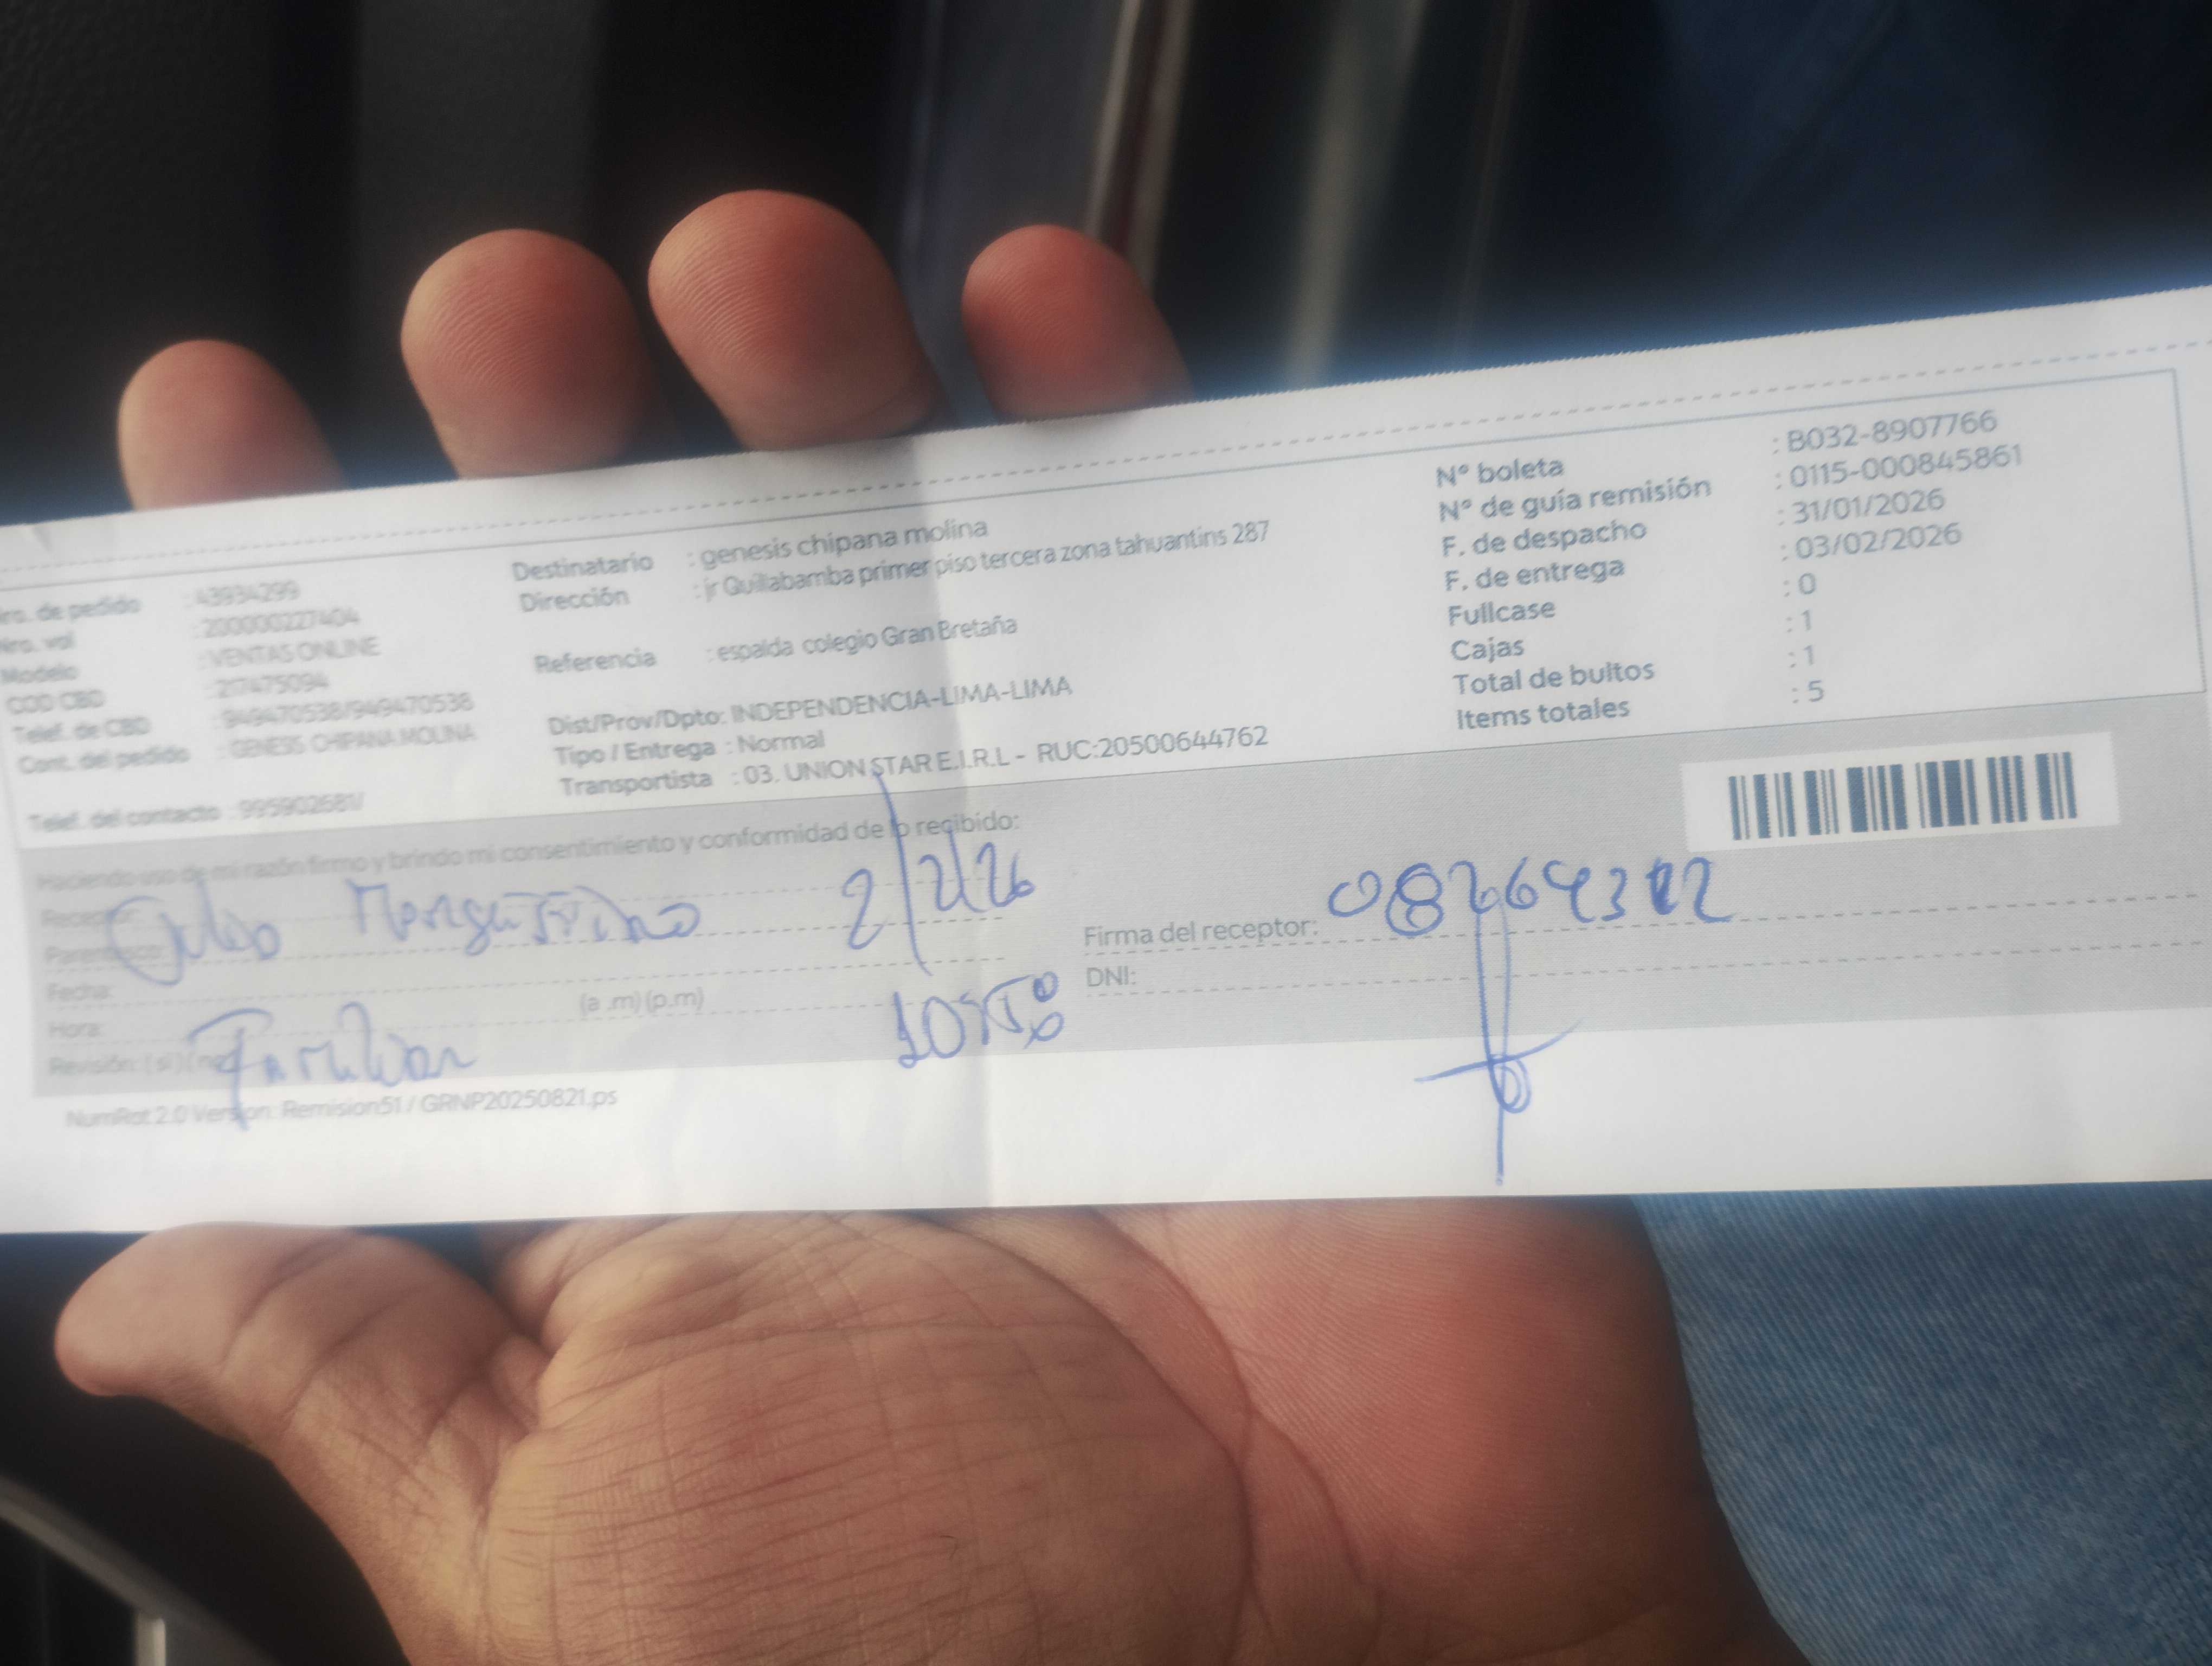 Nro. de pedido : 43934299
Nro. vol : 200000227404
Modelo : VENTAS ONLINE
COD CBD : 217475094
Telef. de CBD : 949470538/949470538
Cont. del pedido : GENESIS CHIPANA MOLINA
Telef. del contacto : 995902681/
Destinatario : genesis chipana molina
Dirección : jr Quillabamba primer piso tercera zona tahuantins 287
Referencia : espalda colegio Gran Bretaña
Dist/Prov/Dpto: INDEPENDENCIA-LIMA-LIMA
Tipo / Entrega : Normal
Transportista : 03. UNION STAR E.I.R.L - RUC:20500644762
Nº boleta : B032-8907766
Nº de guía remisión : 0115-000845861
F. de despacho : 31/01/2026
F. de entrega : 03/02/2026
Fullcase : 0
Cajas : 1
Total de bultos : 1
Items totales : 5
Haciendo uso de mi razón firmo y brindo mi consentimiento y conformidad de lo recibido:
Receptor:
Parentesco:
2/2/26
Fecha:
Hora: (a .m) (p.m)
Revisión: ( si ) ( no
Familiar
Firma del receptor:
DNI:
NumRot 2.0 Version: Remision51 / GRNP20250821.ps